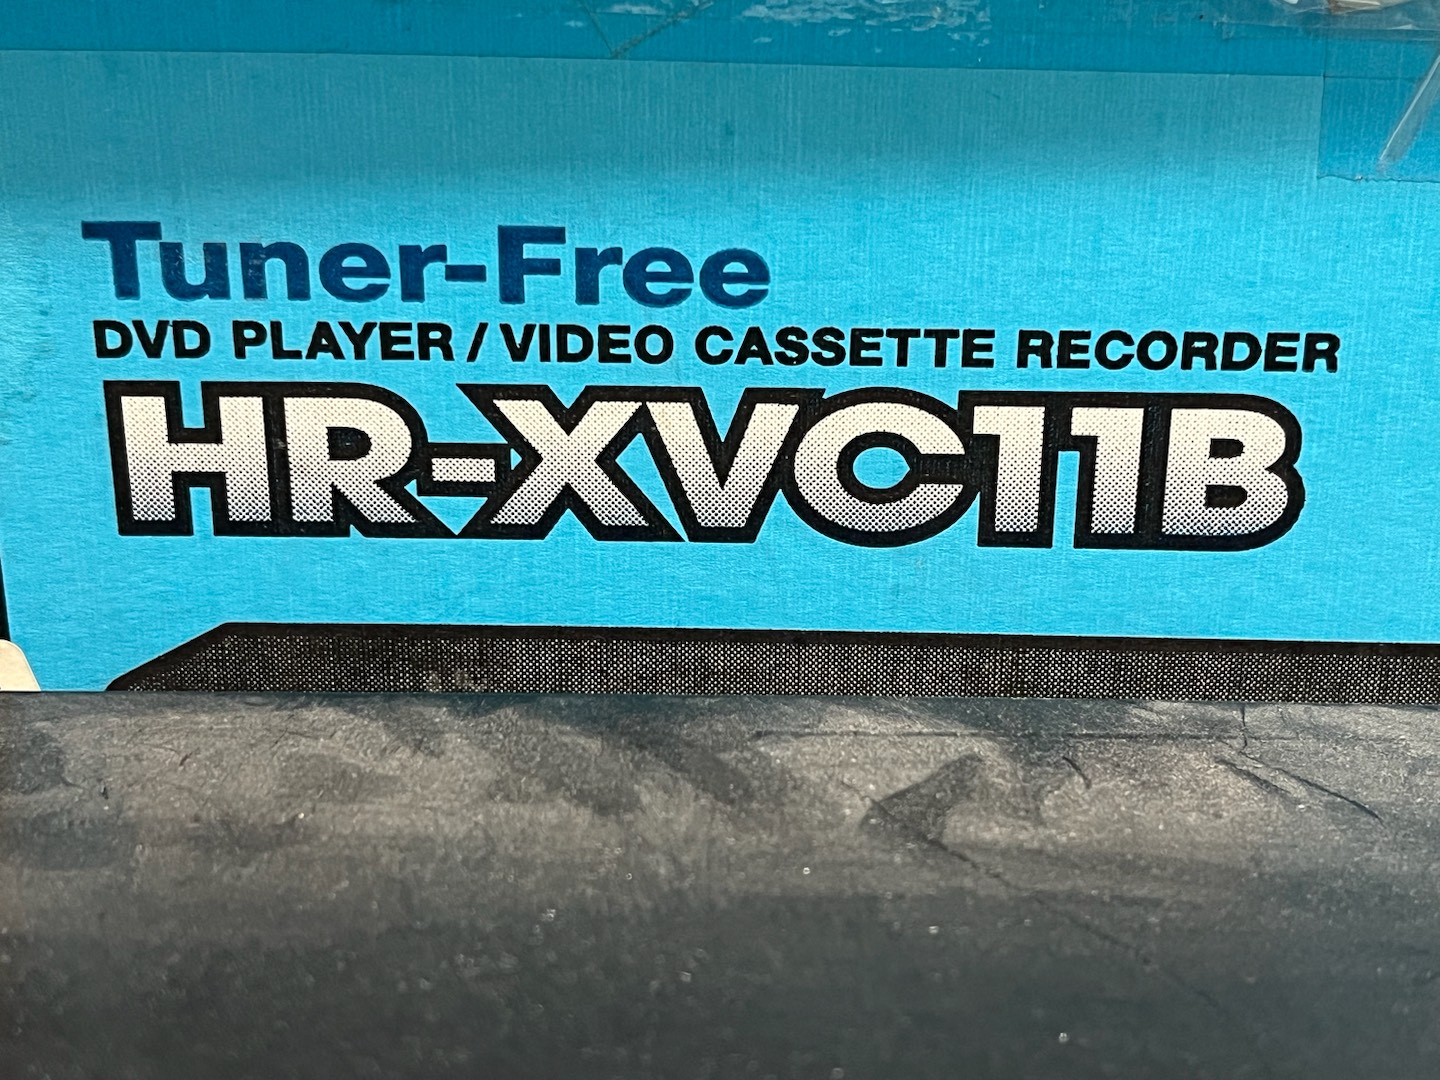 Tuner-Free
DVD PLAYER / VIDEO CASSETTE RECORDER
HR-XVC11B